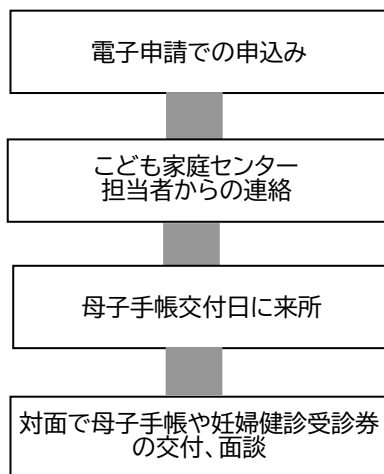 電子申請での申込み
こども家庭センター
担当者からの連絡
母子手帳交付日に来所
対面で母子手帳や妊婦健診受診券
の交付、面談